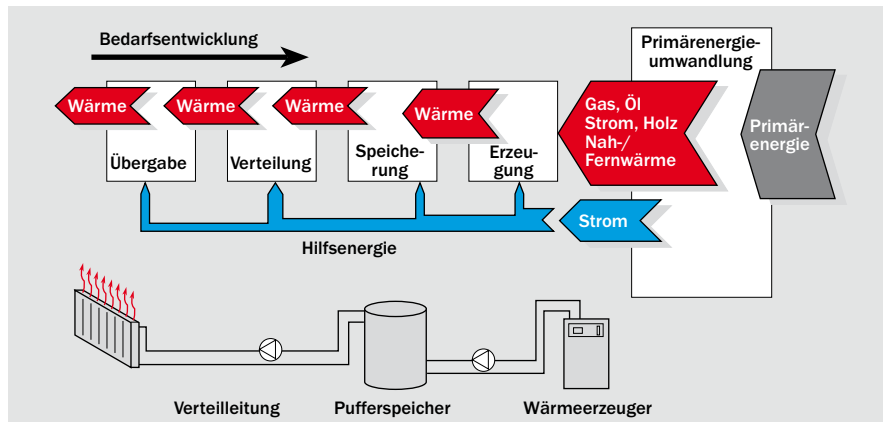 Bedarfsentwicklung
Primärenergie-
umwandlung
Wärme
Wärme
Wärme
Wärme
Gas, Öl
Strom, Holz
Nah-/
Fernwärme
Primär-
energie
Übergabe
Verteilung
Speiche-
rung
Erzeu-
gung
Strom
Hilfsenergie
Verteilleitung
Pufferspeicher
Wärmeerzeuger